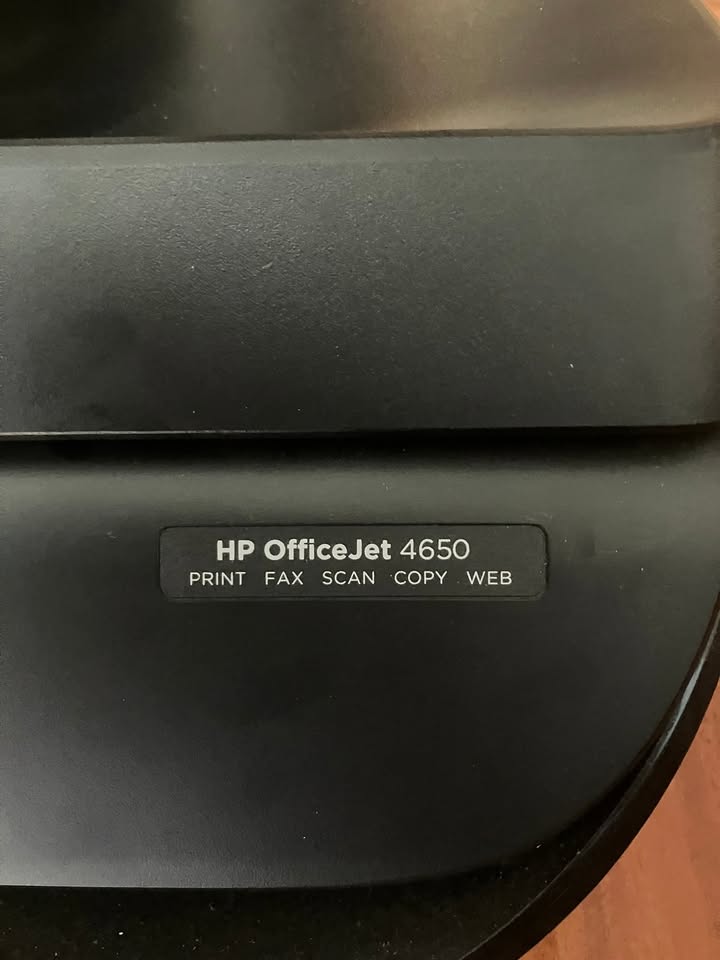 HP OfficeJet 4650
PRINT FAX SCAN COPY WEB